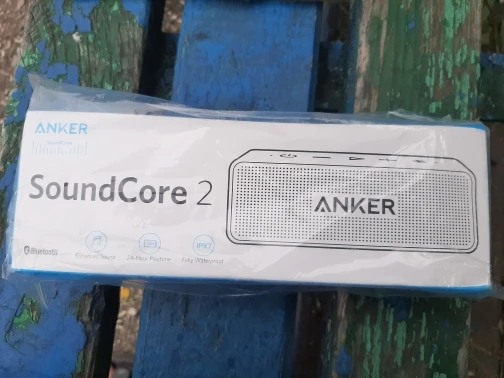 ANKER
SoundCore 2
ANKER
Bluetooth
24-Hour Playtime
IPX7
Fully Waterproof